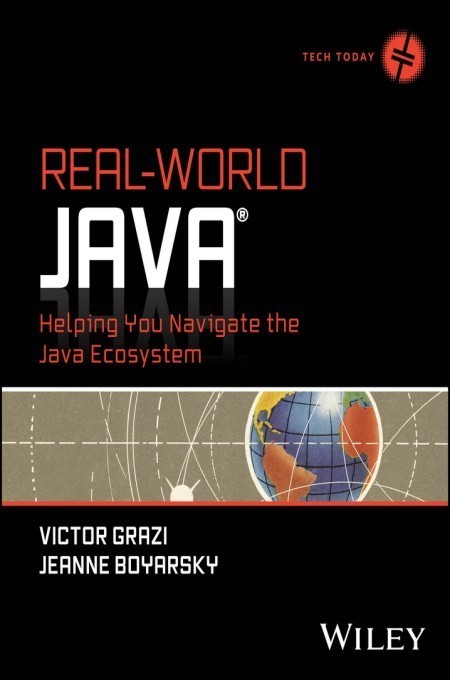 TECH TODAY
REAL-WORLD
JAVA®
Helping You Navigate the
Java Ecosystem
VICTOR GRAZI
JEANNE BOYARSKY
WILEY